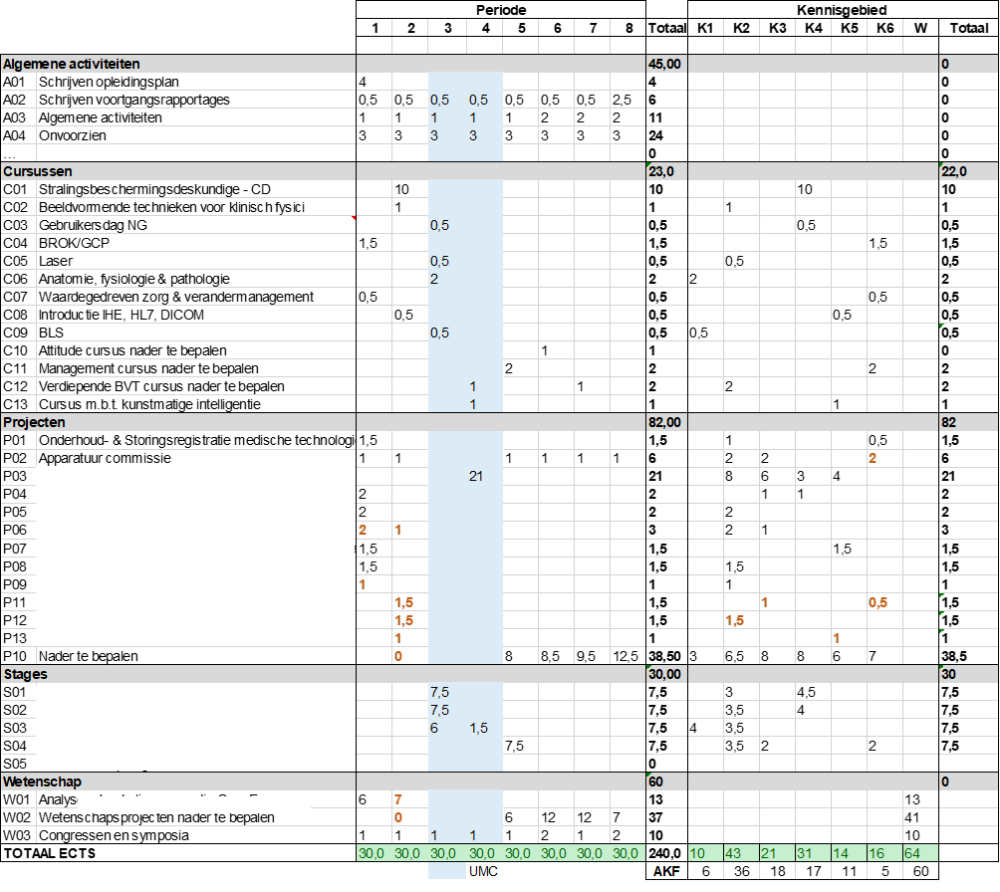 Periode Kennisgebied
1 2 3 4 5 6 7 8 Totaal K1 K2 K3 K4 K5 K6 W Totaal
Algemene activiteiten 45,00 0
A01 Schrijven opleidingsplan 4 4 0
A02 Schrijven voortgangsrapportages 0,5 0,5 0,5 0,5 0,5 0,5 0,5 2,5 6 0
A03 Algemene activiteiten 1 1 1 1 1 2 2 2 11 0
A04 Onvoorzien 3 3 3 3 3 3 3 3 24 0
... 0 0
Cursussen 23,0 22,0
C01 Stralingsbeschermingsdeskundige - CD 10 10 10 10
C02 Beeldvormende technieken voor klinisch fysici 1 1 1 1
C03 Gebruikersdag NG 0,5 0,5 0,5 0,5
C04 BROK/GCP 1,5 1,5 1,5 1,5
C05 Laser 0,5 0,5 0,5 0,5
C06 Anatomie, fysiologie & pathologie 2 2 2 2
C07 Waardegedreven zorg & verandermanagement 0,5 0,5 0,5 0,5
C08 Introductie IHE, HL7, DICOM 0,5 0,5 0,5 0,5
C09 BLS 0,5 0,5 0,5 0,5
C10 Attitude cursus nader te bepalen 1 1 0
C11 Management cursus nader te bepalen 2 2 2 2
C12 Verdiepende BVT cursus nader te bepalen 1 1 2 2 2
C13 Cursus m.b.t. kunstmatige intelligentie 1 1 1 1
Projecten 82,00 82
P01 Onderhoud- & Storingsregistratie medische technologi 1,5 1,5 1 0,5 1,5
P02 Apparatuur commissie 1 1 1 1 1 1 6 2 2 2 6
P03 21 21 8 6 3 4 21
P04 2 2 1 1 2
P05 2 2 2 2
P06 2 1 3 2 1 3
P07 1,5 1,5 1,5 1,5
P08 1,5 1,5 1,5 1,5
P09 1 1 1 1
P11 1,5 1,5 1 0,5 1,5
P12 1,5 1,5 1,5 1,5
P13 1 1 1 1
P10 Nader te bepalen 0 8 8,5 9,5 12,5 38,50 3 6,5 8 8 6 7 38,5
Stages 30,00 30
S01 7,5 7,5 3 4,5 7,5
S02 7,5 7,5 3,5 4 7,5
S03 6 1,5 7,5 4 3,5 7,5
S04 7,5 7,5 3,5 2 2 7,5
S05 0
Wetenschap 60 0
W01 Analys 6 7 13 13
W02 Wetenschapsprojecten nader te bepalen 0 6 12 12 7 37 41
W03 Congressen en symposia 1 1 1 1 1 2 1 2 10 10
TOTAAL ECTS 30,0 30,0 30,0 30,0 30,0 30,0 30,0 30,0 240,0 10 43 21 31 14 16 64
UMC AKF 6 36 18 17 11 5 60